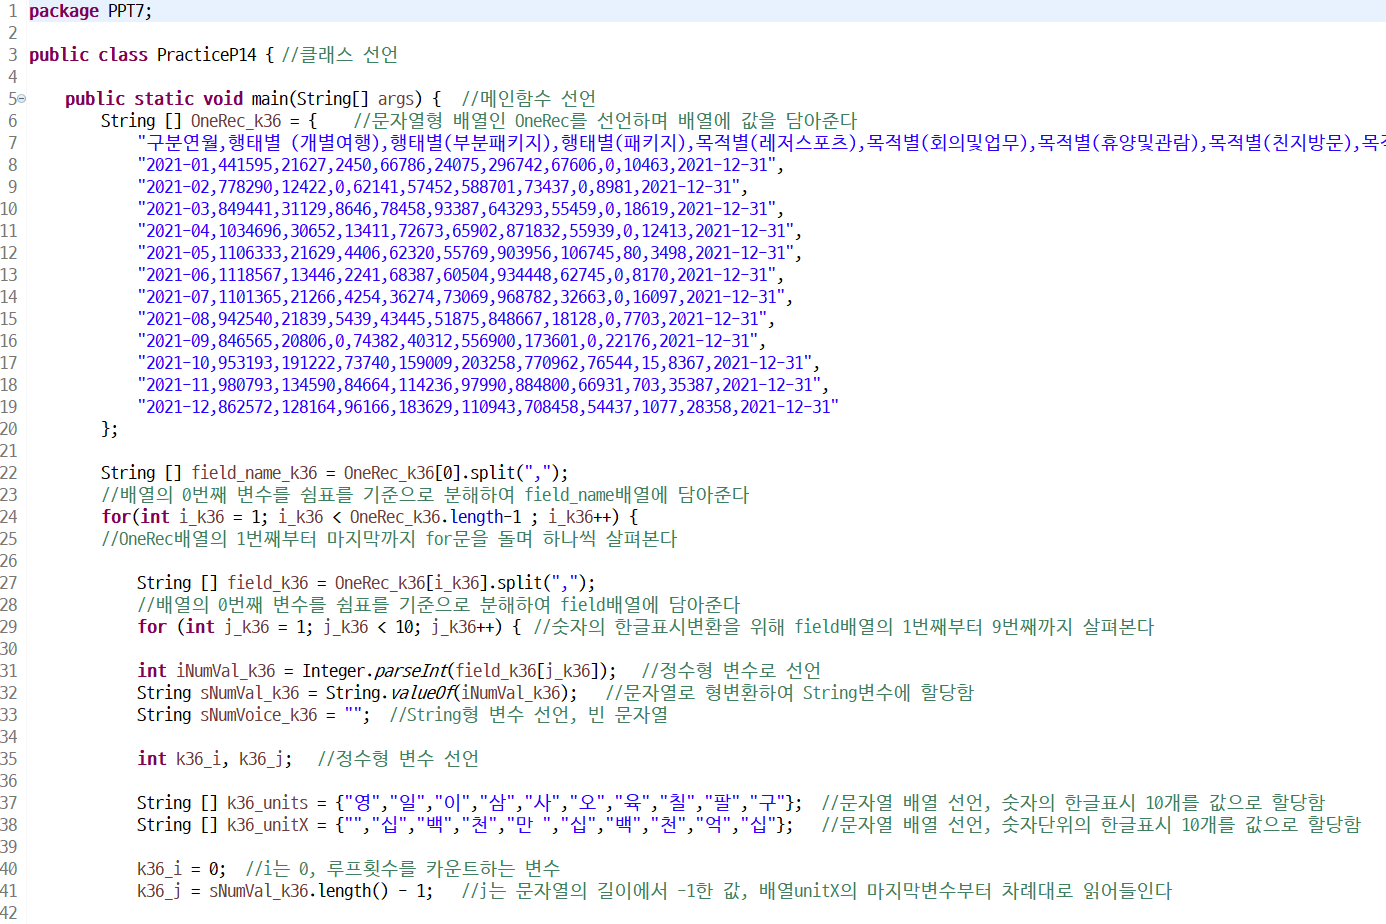 1 package PPT7;
2
3 public class PracticeP14 { //클래스 선언
4
5 public static void main(String[] args) { //메인함수 선언
6 String [] OneRec_k36 = { //문자열형 배열인 OneRec를 선언하며 배열에 값을 담아준다
7 "구분연월,행태별 (개별여행),행태별(부분패키지),행태별(패키지),목적별(레저스포츠),목적별(회의및업무),목적별(휴양및관람),목적별(친지방문),목적
8 "2021-01,441595,21627,2450,66786,24075,296742,67606,0,10463,2021-12-31",
9 "2021-02,778290,12422,0,62141,57452,588701,73437,0,8981,2021-12-31",
10 "2021-03,849441,31129,8646,78458,93387,643293,55459,0,18619,2021-12-31",
11 "2021-04,1034696,30652,13411,72673,65902,871832,55939,0,12413,2021-12-31",
12 "2021-05,1106333,21629,4406,62320,55769,903956,106745,80,3498,2021-12-31",
13 "2021-06,1118567,13446,2241,68387,60504,934448,62745,0,8170,2021-12-31",
14 "2021-07,1101365,21266,4254,36274,73069,968782,32663,0,16097,2021-12-31",
15 "2021-08,942540,21839,5439,43445,51875,848667,18128,0,7703,2021-12-31",
16 "2021-09,846565,20806,0,74382,40312,556900,173601,0,22176,2021-12-31",
17 "2021-10,953193,191222,73740,159009,203258,770962,76544,15,8367,2021-12-31",
18 "2021-11,980793,134590,84664,114236,97990,884800,66931,703,35387,2021-12-31",
19 "2021-12,862572,128164,96166,183629,110943,708458,54437,1077,28358,2021-12-31"
20 };
21
22 String [] field_name_k36 = OneRec_k36[0].split(",");
23 //배열의 0번째 변수를 쉼표를 기준으로 분해하여 field_name배열에 담아준다
24 for(int i_k36 = 1; i_k36 < OneRec_k36.length-1 ; i_k36++) {
25 //OneRec배열의 1번째부터 마지막까지 for문을 돌며 하나씩 살펴본다
26
27 String [] field_k36 = OneRec_k36[i_k36].split(",");
28 //배열의 0번째 변수를 쉼표를 기준으로 분해하여 field배열에 담아준다
29 for (int j_k36 = 1; j_k36 < 10; j_k36++) { //숫자의 한글표시변환을 위해 field배열의 1번째부터 9번째까지 살펴본다
30
31 int iNumVal_k36 = Integer.parseInt(field_k36[j_k36]); //정수형 변수로 선언
32 String sNumVal_k36 = String.valueOf(iNumVal_k36); //문자열로 형변환하여 String변수에 할당함
33 String sNumVoice_k36 = ""; //String형 변수 선언, 빈 문자열
34
35 int k36_i, k36_j; //정수형 변수 선언
36
37 String [] k36_units = {"영","일","이","삼","사","오","육","칠","팔","구"}; //문자열 배열 선언, 숫자의 한글표시 10개를 값으로 할당함
38 String [] k36_unitX = {"","십","백","천","만 ","십","백","천","억","십"}; //문자열 배열 선언, 숫자단위의 한글표시 10개를 값으로 할당함
39
40 k36_i = 0; //i는 0, 루프횟수를 카운트하는 변수
41 k36_j = sNumVal_k36.length() - 1; //j는 문자열의 길이에서 -1한 값, 배열unitX의 마지막변수부터 차례대로 읽어들인다
42